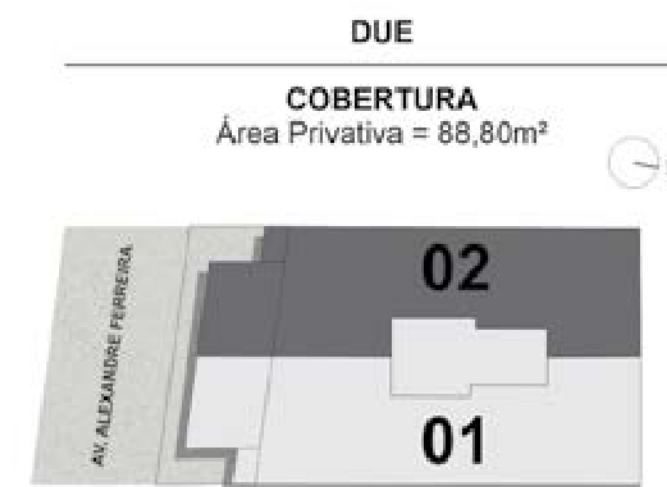 DUE
COBERTURA
Área Privativa = 88,80m²
02
AV. ALEXANDRE FERREIRA
01